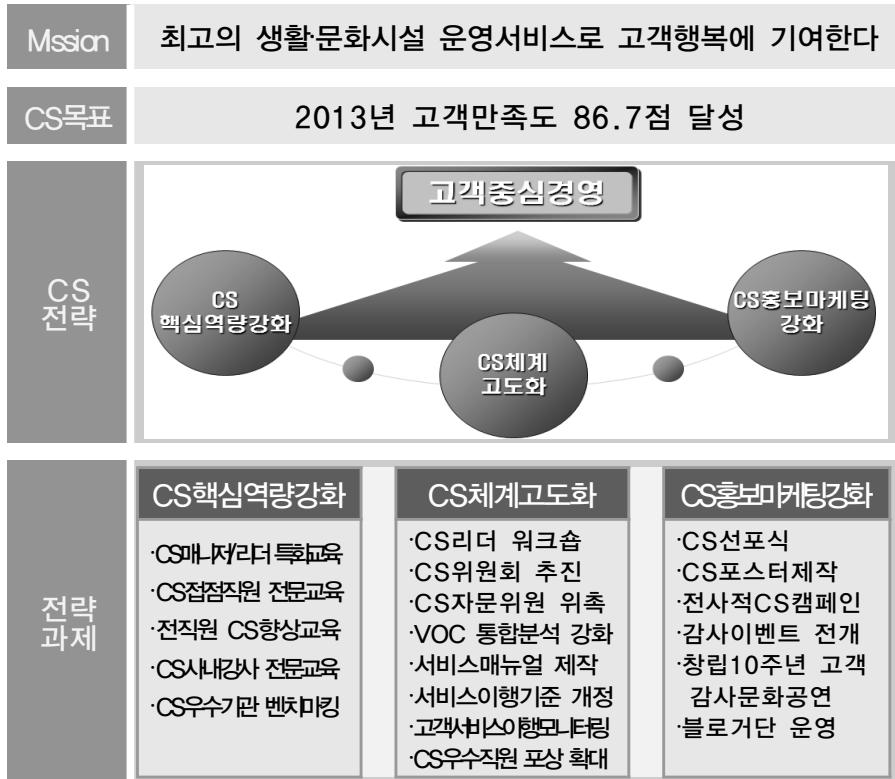 Mssion
최고의 생활·문화시설 운영서비스로 고객행복에 기여한다
CS목표
2013년 고객만족도 86.7점 달성
CS
전략
고객중심경영
CS
핵심역량강화
CS체계
고도화
CS홍보마케팅
강화
전략
과제
CS핵심역량강화
·CS매니저/리더 특화교육
·CS접점직원 전문교육
·전직원 CS향상교육
·CS사내강사 전문교육
·CS우수기관 벤치마킹
CS체계고도화
·CS리더 워크숍
·CS위원회 추진
·CS자문위원 위촉
·VOC 통합분석 강화
·서비스매뉴얼 제작
·서비스이행기준 개정
·고객서비스이행모니터링
·CS우수직원 포상 확대
CS홍보마케팅강화
·CS선포식
·CS포스터제작
·전사적CS캠페인
·감사이벤트 전개
·창립10주년 고객
감사문화공연
·블로거단 운영